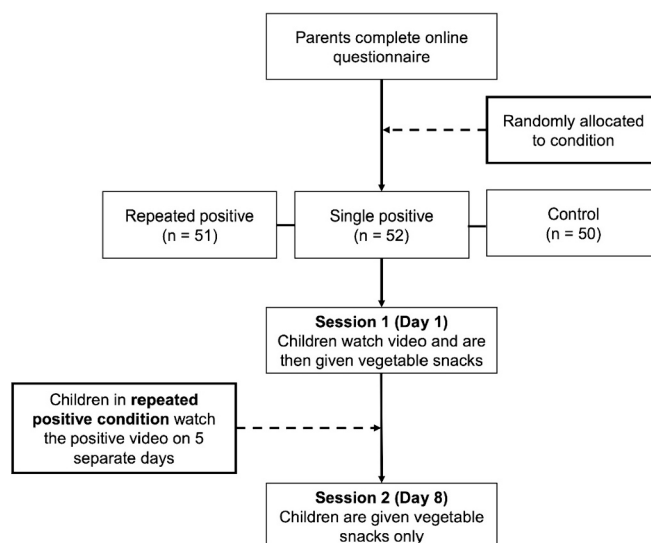 Parents complete online
questionnaire
Randomly allocated
to condition
Repeated positive
(n = 51)
Single positive
(n = 52)
Control
(n = 50)
Session 1 (Day 1)
Children watch video and are
then given vegetable snacks
Children in repeated
positive condition watch
the positive video on 5
separate days
Session 2 (Day 8)
Children are given vegetable
snacks only